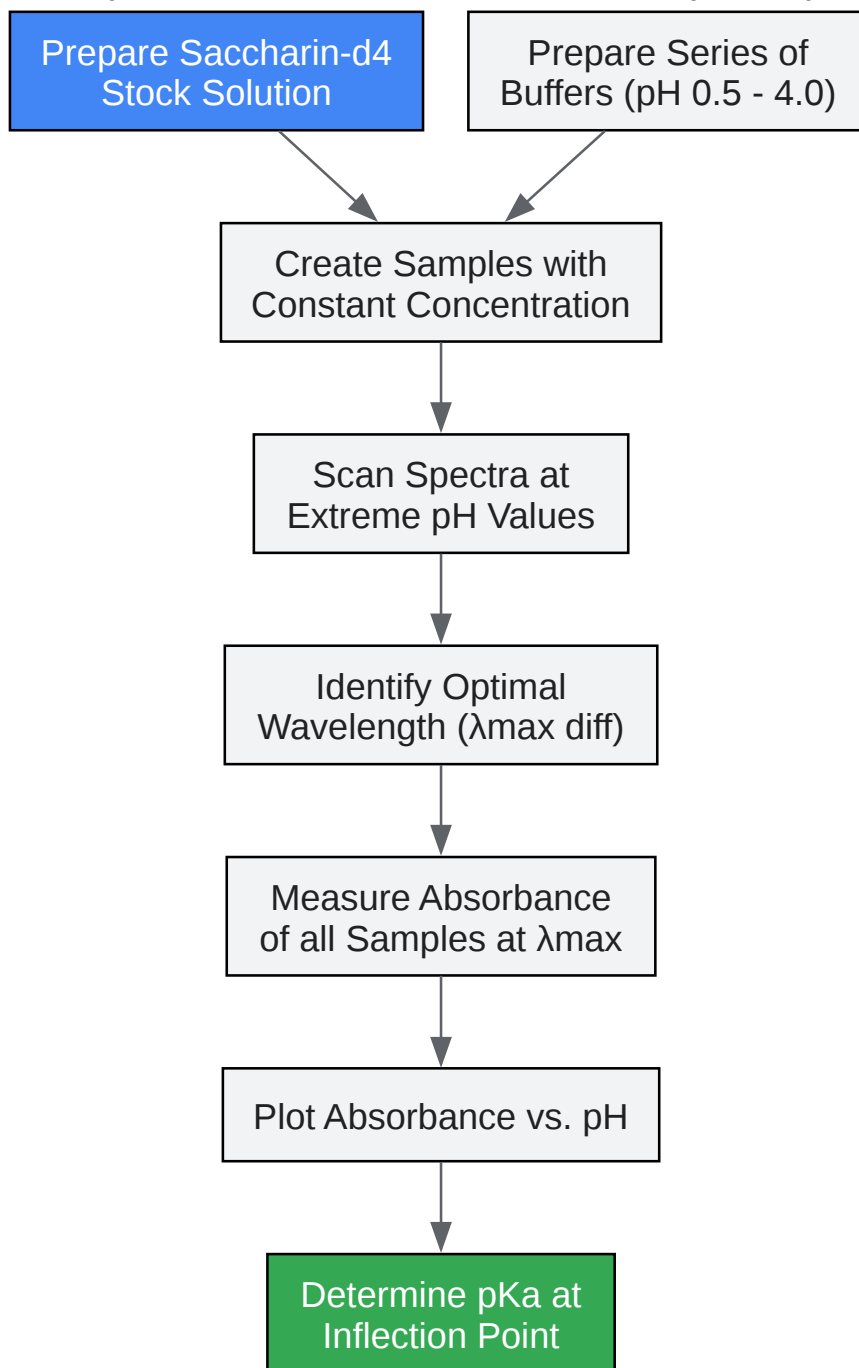 Prepare Saccharin-d4
Stock Solution
Prepare Series of
Buffers (pH 0.5 - 4.0)
Create Samples with
Constant Concentration
Scan Spectra at
Extreme pH Values
Identify Optimal
Wavelength (λmax diff)
Measure Absorbance
of all Samples at λmax
Plot Absorbance vs. pH
Determine pKa at
Inflection Point